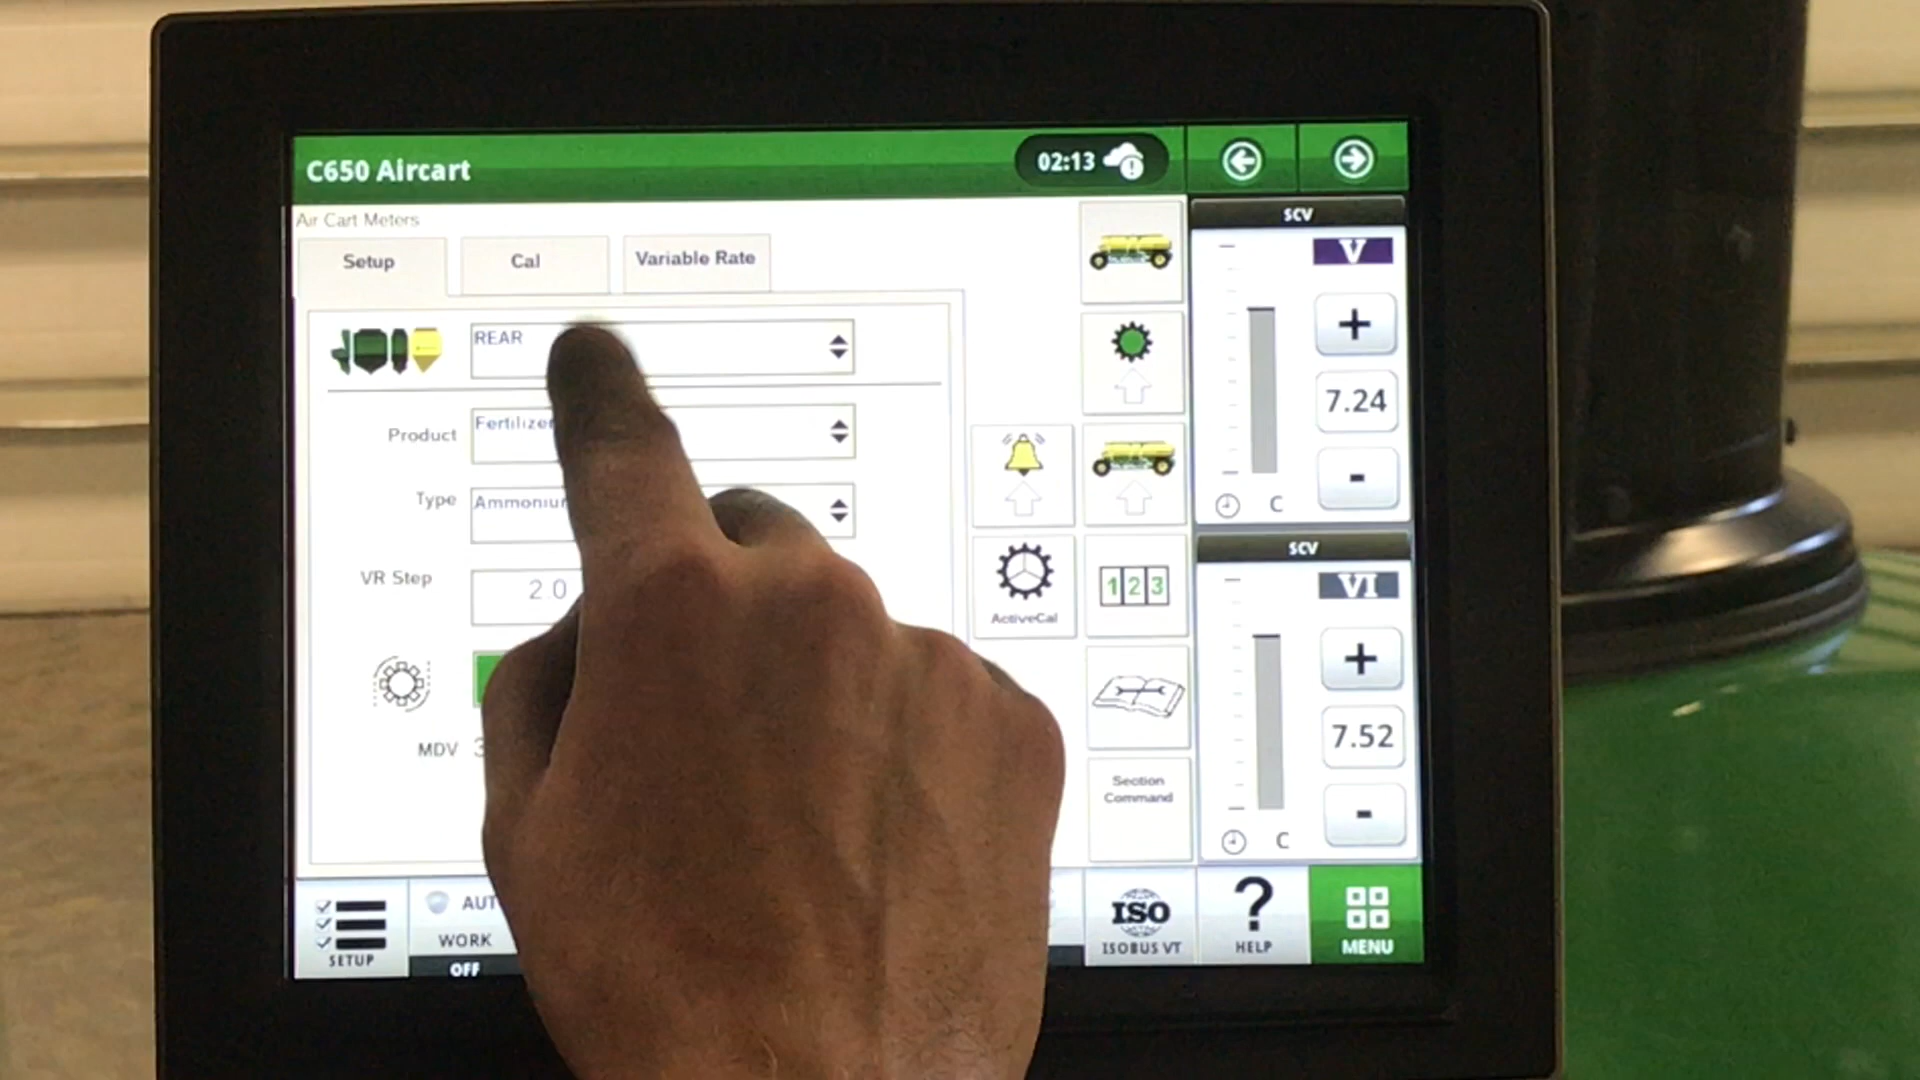 C650 Aircart
02:13
Air Cart Meters
Setup
Cal
Variable Rate
REAR
Product
Fertilizer
Type
VR Step
2.0
MDV
ActiveCal
1 2 3
Section
Command
SCV
V
+
7.24
-
C
SCV
VI
+
7.52
-
C
SETUP
WORK
OFF
ISO
ISOBUS VT
?
HELP
MENU